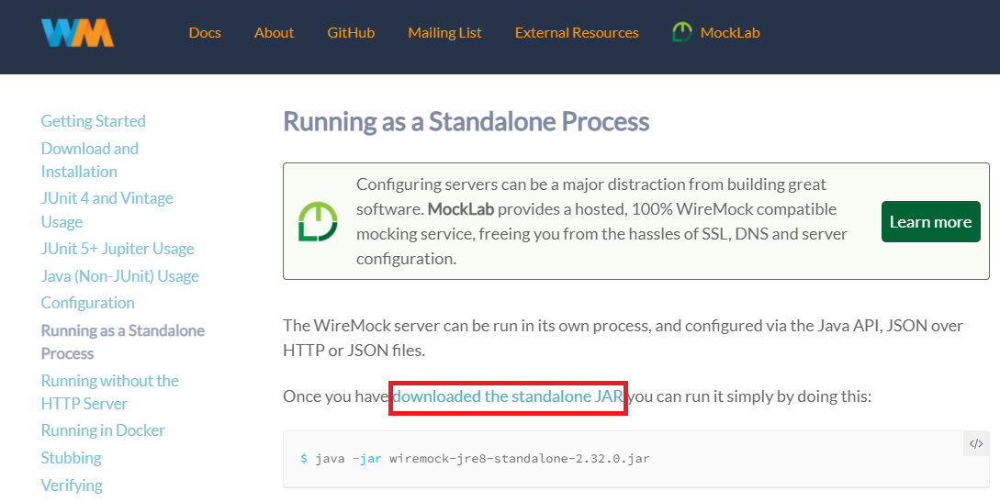 WM
Docs
About
GitHub
Mailing List
External Resources
MockLab
Getting Started
Download and
Installation
JUnit 4 and Vintage
Usage
JUnit 5+ Jupiter Usage
Java (Non-JUnit) Usage
Configuration
Running as a Standalone
Process
Running without the
HTTP Server
Running in Docker
Stubbing
Verifying
Running as a Standalone Process
Configuring servers can be a major distraction from building great
software. MockLab provides a hosted, 100% WireMock compatible
mocking service, freeing you from the hassles of SSL, DNS and server
configuration.
Learn more
The WireMock server can be run in its own process, and configured via the Java API, JSON over
HTTP or JSON files.
Once you have downloaded the standalone JAR you can run it simply by doing this:
</>
$ java -jar wiremock-jre8-standalone-2.32.0.jar